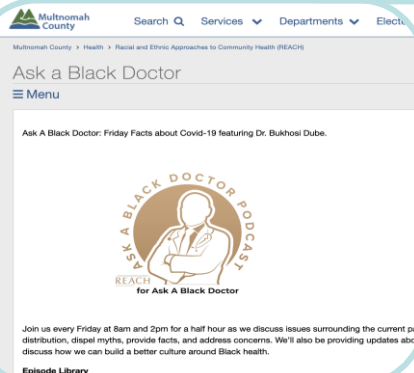 Multnomah
County
Search Services Departments
Multnomah County > Health > Racial and Ethnic Approaches to Community Health (REACH)
Ask a Black Doctor
Menu
Ask A Black Doctor: Friday Facts about Covid-19 featuring Dr. Bukhosi Dube.
ASK A BLACK DOCTOR PODCAST
REACH
for Ask A Black Doctor
Join us every Friday at 8am and 2pm for a half hour as we discuss issues surrounding the current
distribution, dispel myths, provide facts, and address concerns. We'll also be providing updates
discuss how we can build a better culture around Black health.
Episode Library